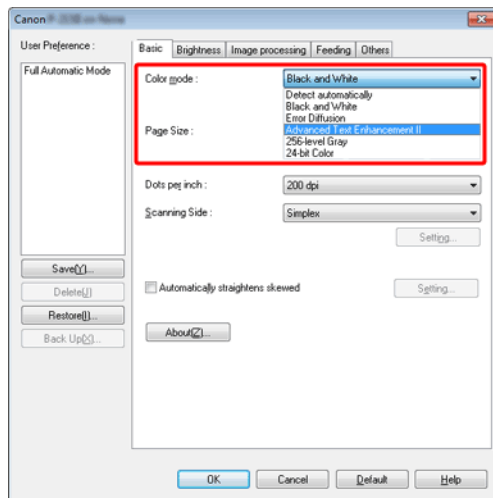 Canon
User Preference :
Full Automatic Mode
Save(Y)...
Delete(J)
Restore(I)...
Back Up(X)...
Basic Brightness Image processing Feeding Others
Color mode : Black and White
Detect automatically
Black and White
Error Diffusion
Advanced Text Enhancement II
256-level Gray
24-bit Color
Page Size :
Dots per inch : 200 dpi
Scanning Side : Simplex
Setting...
Automatically straightens skewed Setting...
About(Z)...
OK Cancel Default Help